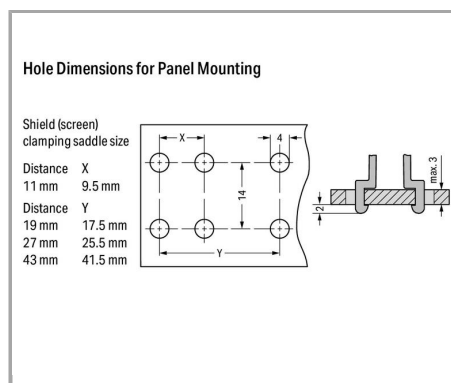 Hole Dimensions for Panel Mounting
Shield (screen)
clamping saddle size
Distance X
11 mm 9.5 mm
Distance Y
19 mm 17.5 mm
27 mm 25.5 mm
43 mm 41.5 mm
X
4
14
Y
2
max. 3